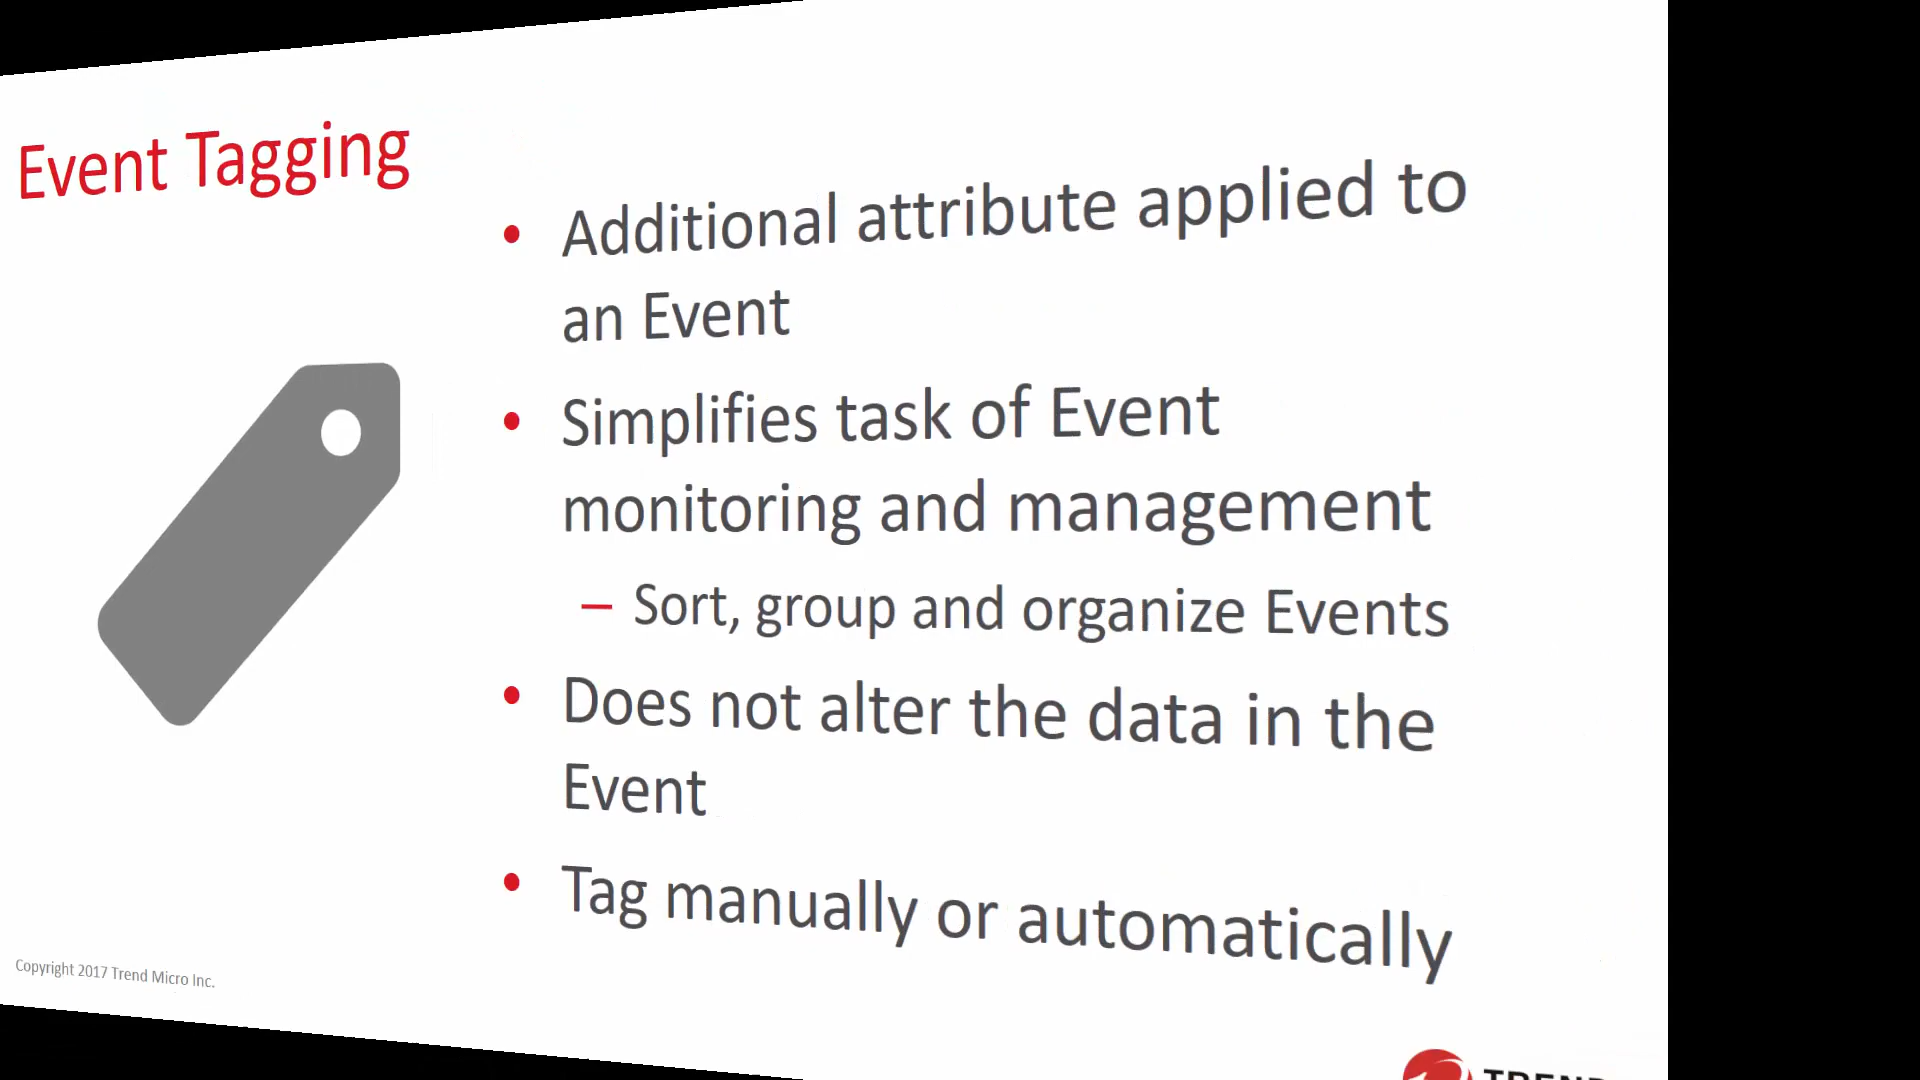 Event Tagging
• Additional attribute applied to
an Event
• Simplifies task of Event
monitoring and management
– Sort, group and organize Events
• Does not alter the data in the
Event
• Tag manually or automatically
Copyright 2017 Trend Micro Inc.
TREND